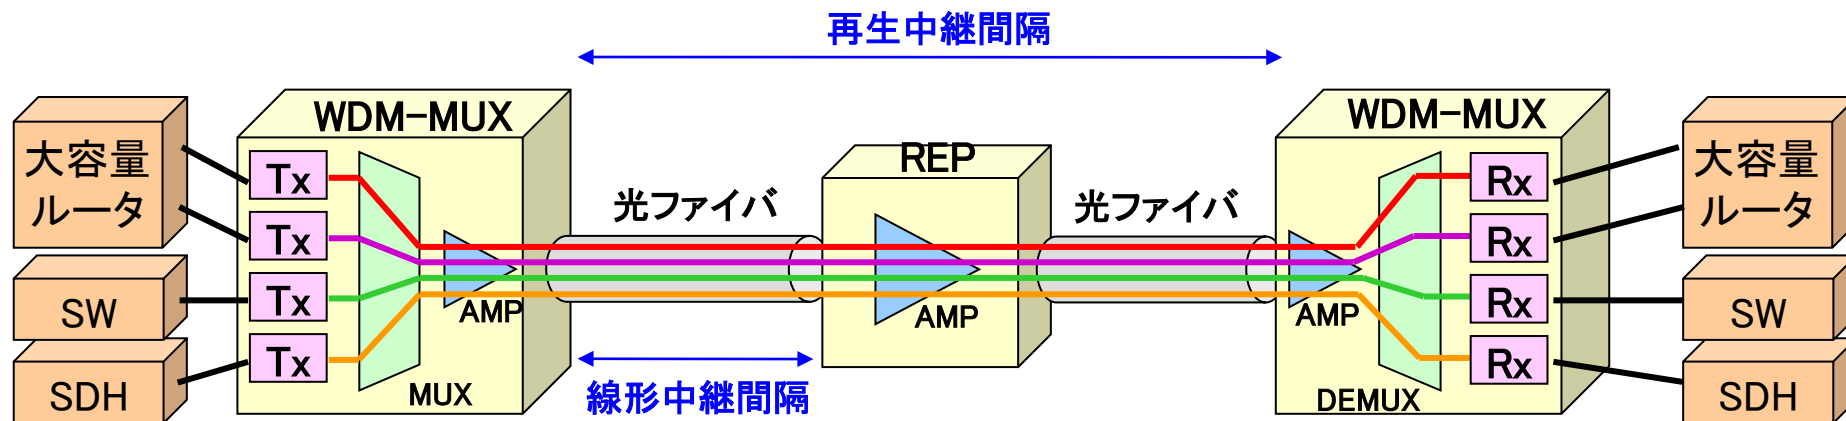 再生中継間隔
WDM-MUX
WDM-MUX
大容量
ルータ
SW
SDH
Tx
Tx
Tx
Tx
MUX
AMP
光ファイバ
線形中継間隔
REP
AMP
光ファイバ
AMP
DEMUX
Rx
Rx
Rx
Rx
大容量
ルータ
SW
SDH